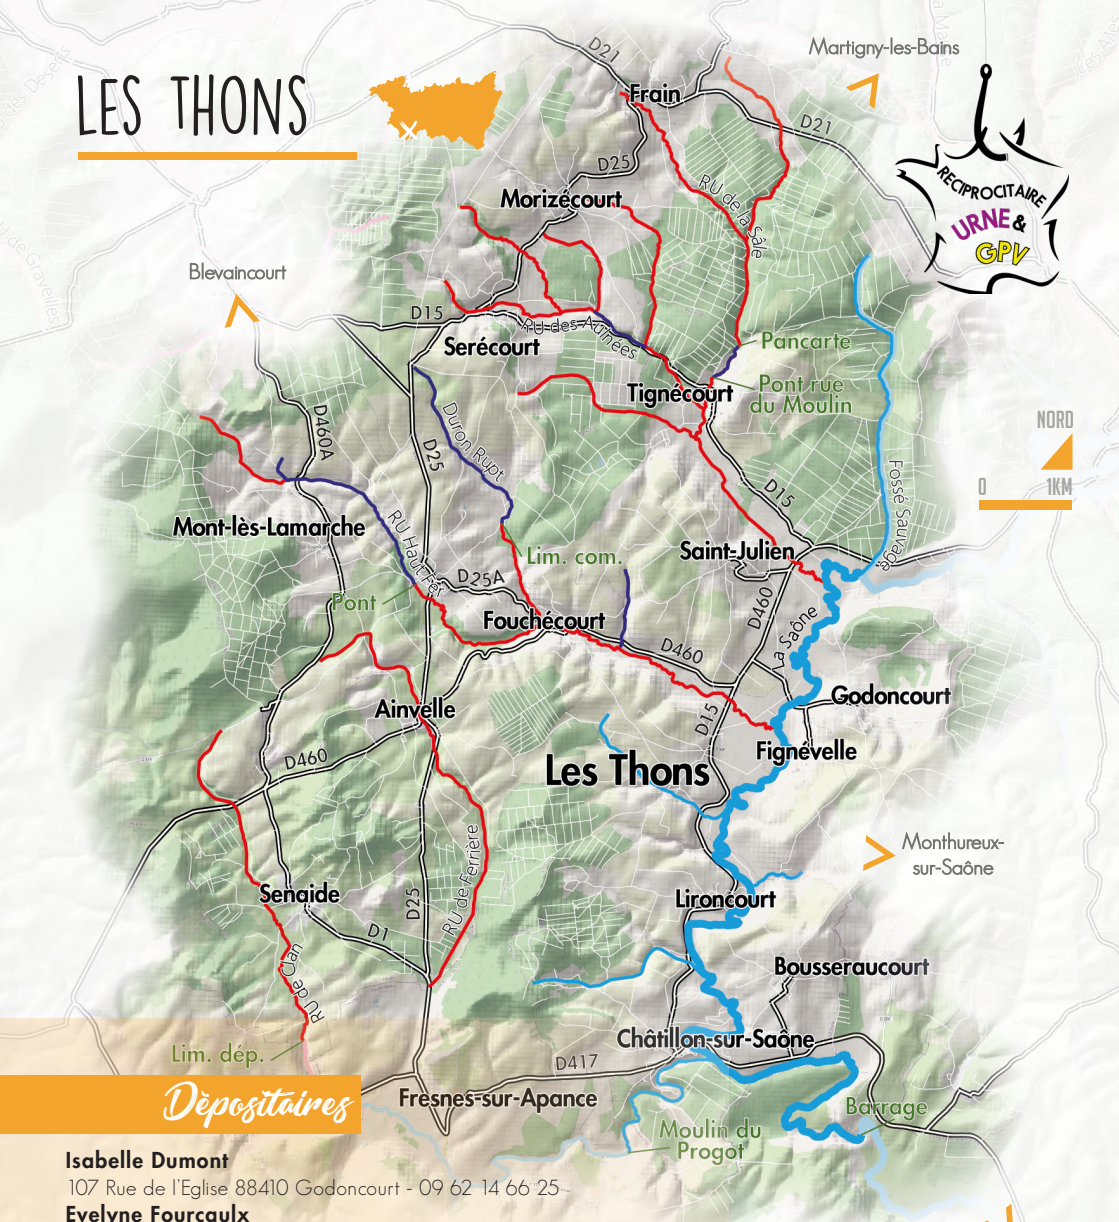 LES THONS
Martigny-les-Bains
RÉCIPROCITAIRE
URNE &
GPV
D21
Frain
D21
D25
Morizécourt
RU de la Sâle
Blevaincourt
D15
RU des Aulnées
Serécourt
Pancarte
Tignécourt
Pont rue
du Moulin
NORD
0 1KM
D460A
D25
Duron Rupt
D15
Fossé Sauvage
Mont-lès-Lamarche
RU Haut Fer
Lim. com.
Saint-Julien
D25A
Pont
Fouchécourt
D460
La Saône
D460
Godoncourt
Ainvelle
D15
Fignévelle
D460
Les Thons
Monthureux-
sur-Saône
RU de Ferrière
Senaide
D25
Lironcourt
D1
RU de Clan
Bousseraucourt
Lim. dép.
Châtillon-sur-Saône
D417
Fresnes-sur-Apance
Barrage
Moulin du
Progot
Dèpositaires
Isabelle Dumont
107 Rue de l'Eglise 88410 Godoncourt - 09 62 14 66 25
Evelyne Fourcaulx